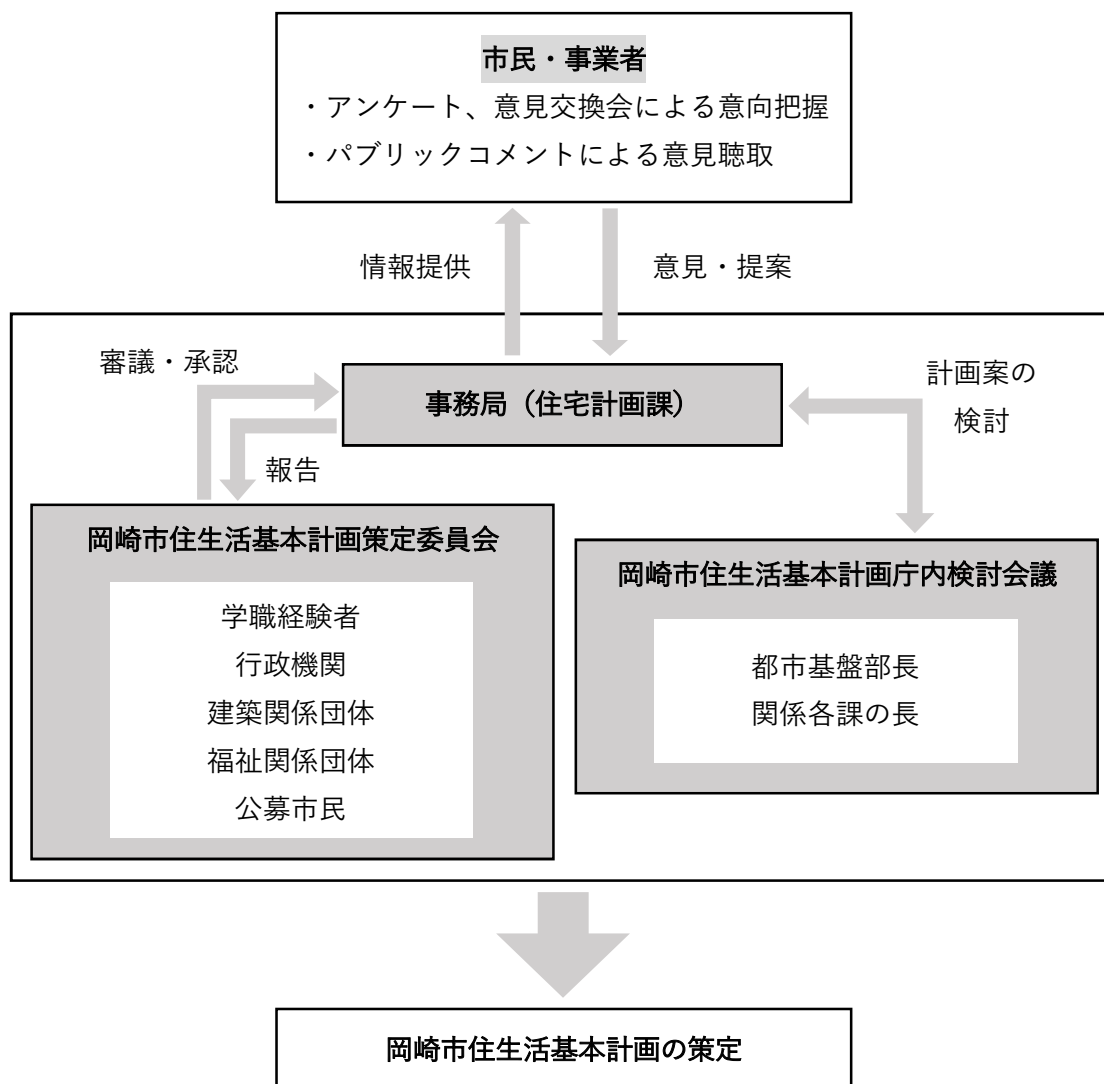 市民・事業者
・アンケート、意見交換会による意向把握
・パブリックコメントによる意見聴取
情報提供
意見・提案
審議・承認
事務局（住宅計画課）
計画案の
検討
報告
岡崎市住生活基本計画策定委員会
学職経験者
行政機関
建築関係団体
福祉関係団体
公募市民
岡崎市住生活基本計画庁内検討会議
都市基盤部長
関係各課の長
岡崎市住生活基本計画の策定